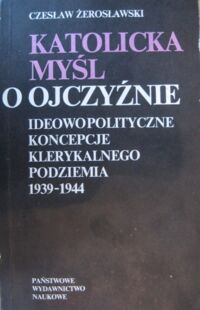 CZESŁAW ŻEROSŁAWSKI
KATOLICKA
MYŚL
O OJCZYŹNIE
IDEOWOPOLITYCZNE
KONCEPCJE
KLERYKALNEGO
PODZIEMIA
1939-1944
PAŃSTWOWE
WYDAWNICTWO
NAUKOWE